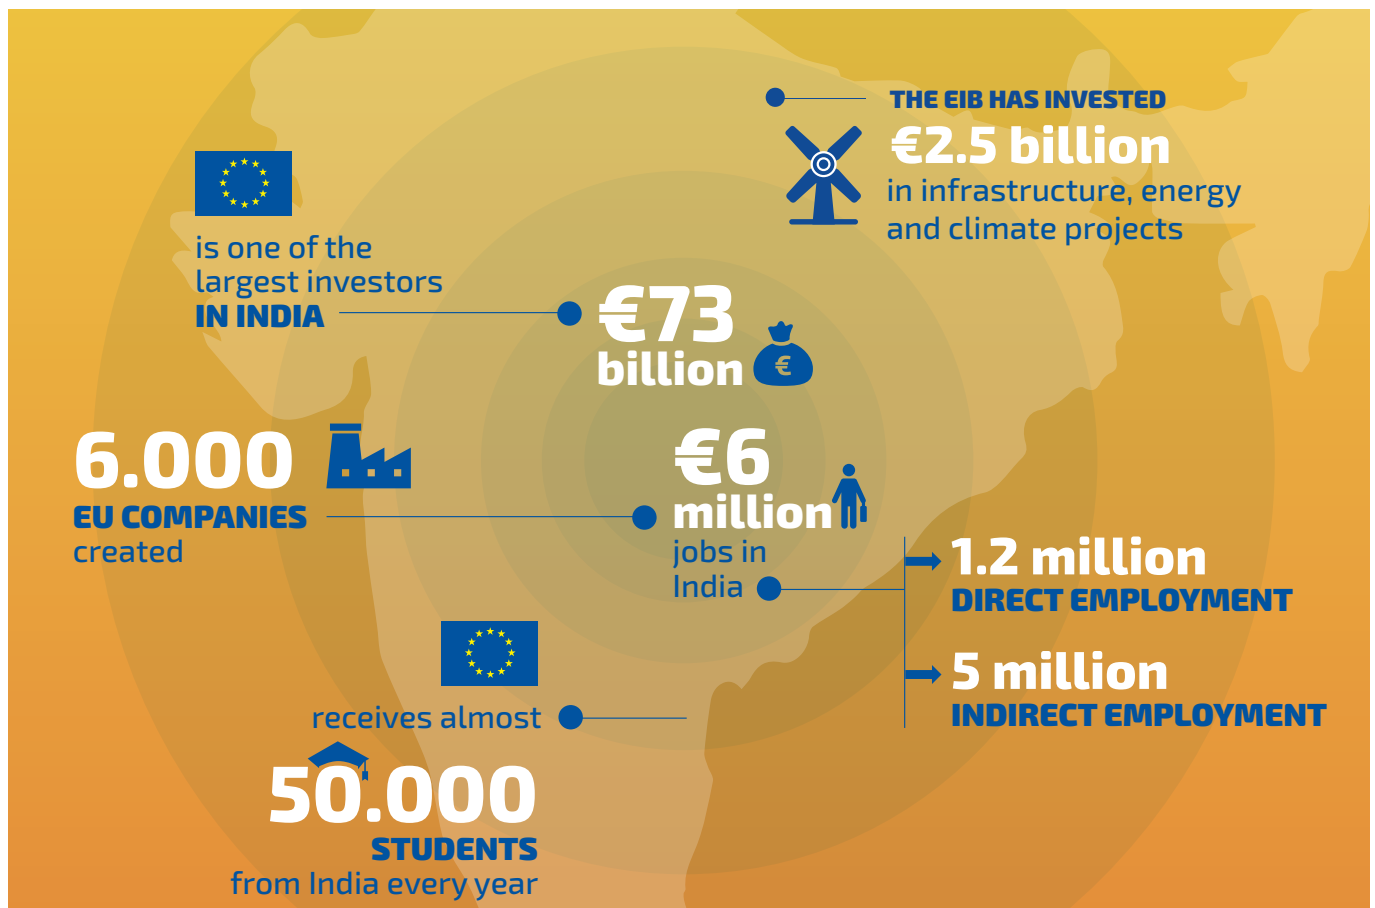 THE EIB HAS INVESTED
€2.5 billion
in infrastructure, energy
and climate projects
is one of the
largest investors
IN INDIA
€73
billion
€
6.000
EU COMPANIES
created
€6
million
jobs in
India
1.2 million
DIRECT EMPLOYMENT
5 million
INDIRECT EMPLOYMENT
receives almost
50.000
STUDENTS
from India every year